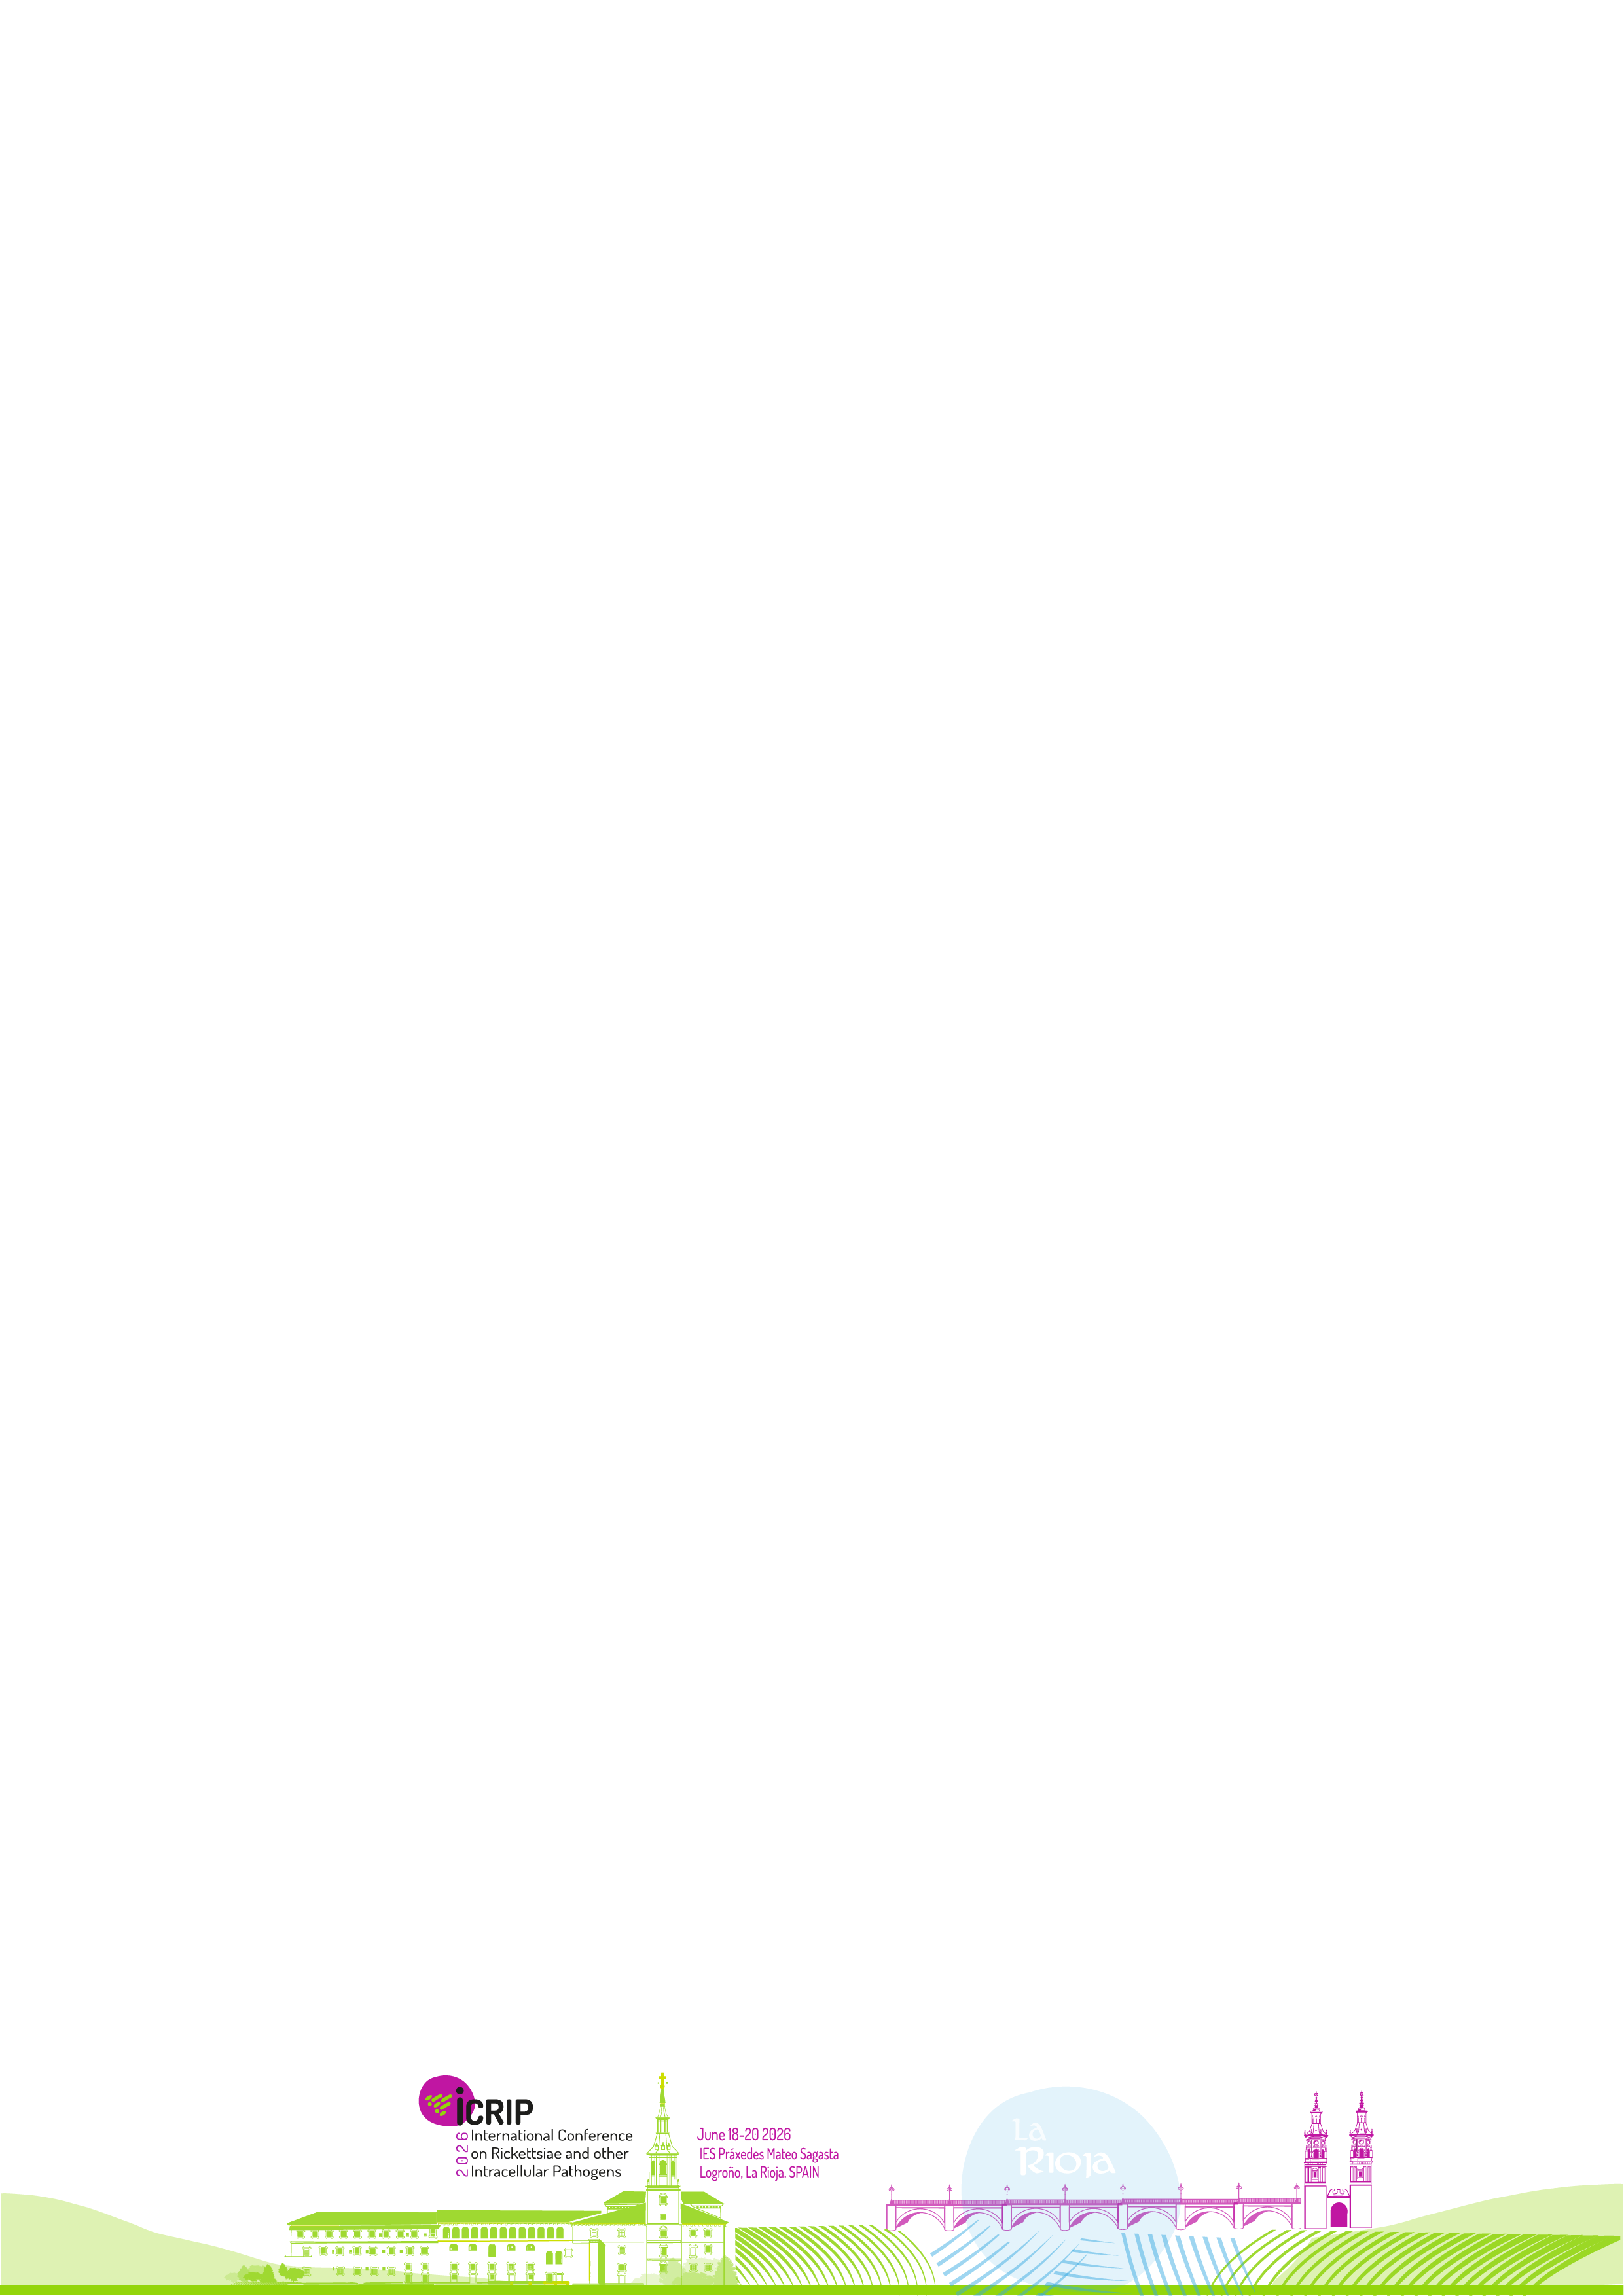 iCRIP
2026
International Conference
on Rickettsiae and other
Intracellular Pathogens
June 18-20 2026
IES Práxedes Mateo Sagasta
Logroño, La Rioja. SPAIN
La
Rioja